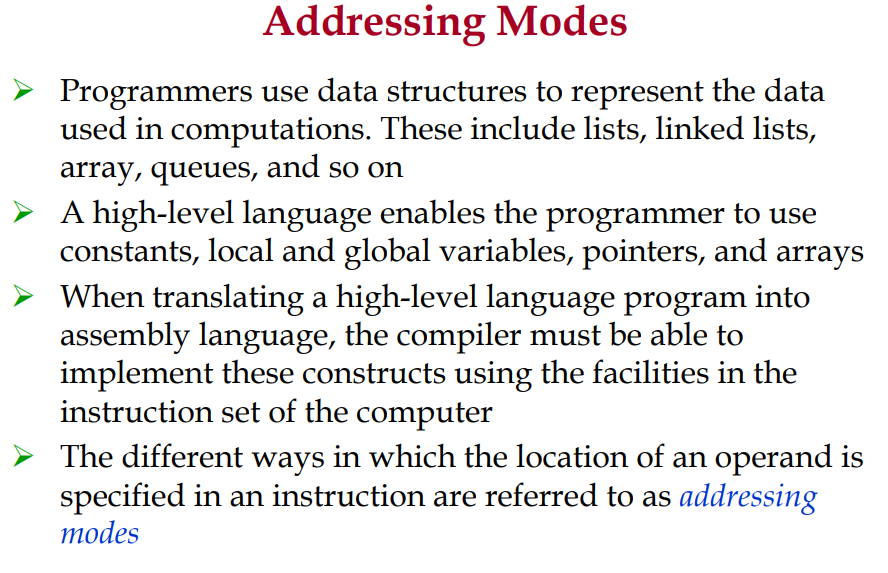 Addressing Modes
➢ Programmers use data structures to represent the data
used in computations. These include lists, linked lists,
array, queues, and so on
➢ A high-level language enables the programmer to use
constants, local and global variables, pointers, and arrays
➢ When translating a high-level language program into
assembly language, the compiler must be able to
implement these constructs using the facilities in the
instruction set of the computer
➢ The different ways in which the location of an operand is
specified in an instruction are referred to as addressing
modes